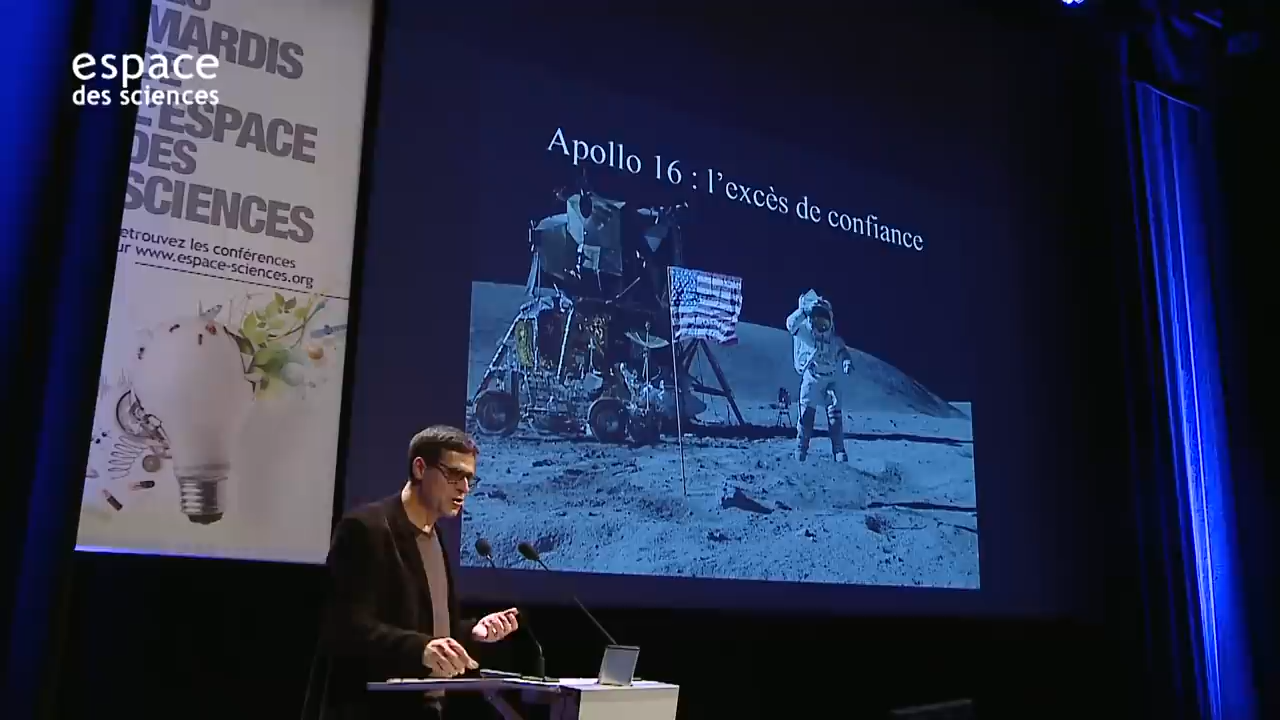 espace
des sciences
MARDIS
L'ESPACE
DES
SCIENCES
etrouvez les conférences
ur www.espace-sciences.org
Apollo 16 : l'excès de confiance